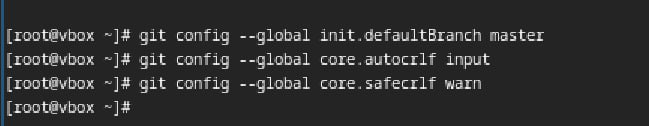 [root@vbox ~]# git config --global init.defaultBranch master
[root@vbox ~]# git config --global core.autocrlf input
[root@vbox ~]# git config --global core.safecrlf warn
[root@vbox ~]#